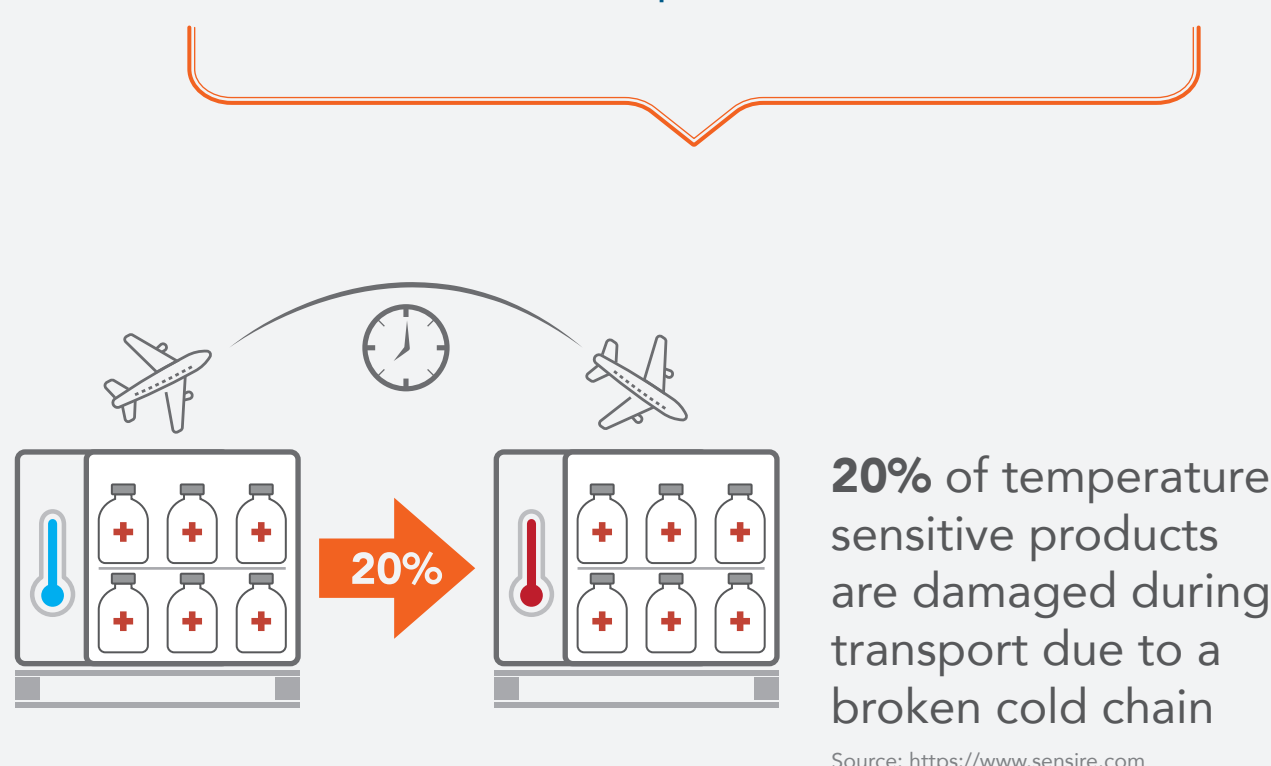 20%
20% of temperature
sensitive products
are damaged during
transport due to a
broken cold chain
Source: https://www.sensire.com